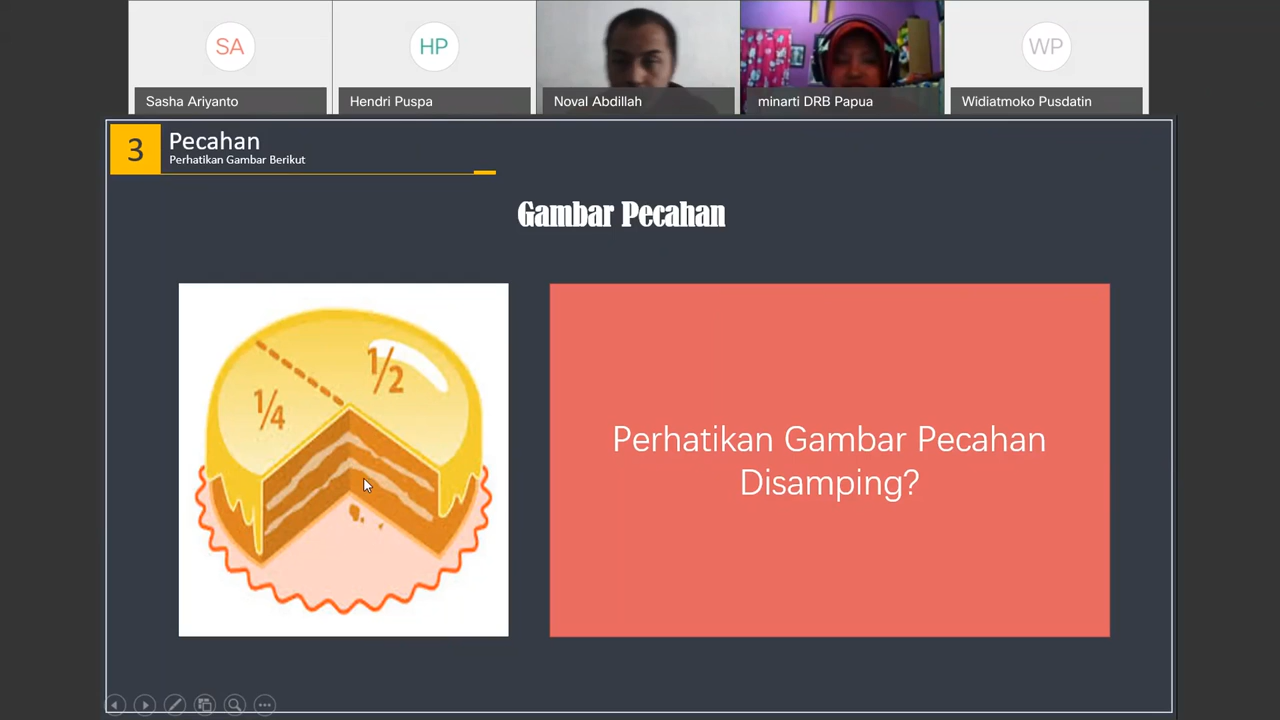 SA
HP
WP
Sasha Ariyanto
Hendri Puspa
Noval Abdillah
minarti DRB Papua
Widiatmoko Pusdatin
3
Pecahan
Perhatikan Gambar Berikut
Gambar Pecahan
1/2
1/4
Perhatikan Gambar Pecahan
Disamping?